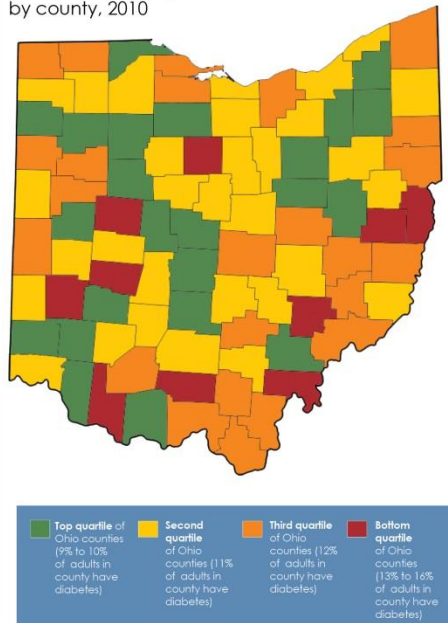 by county, 2010
Top quartile of
Ohio counties
(9% to 10%
of adults in
county have
diabetes)
Second
quartile
of Ohio
counties (11%
of adults in
county have
diabetes)
Third quartile
of Ohio
counties (12%
of adults in
county have
diabetes)
Bottom
quartile
of Ohio
counties
(13% to 16%
of adults in
county have
diabetes)